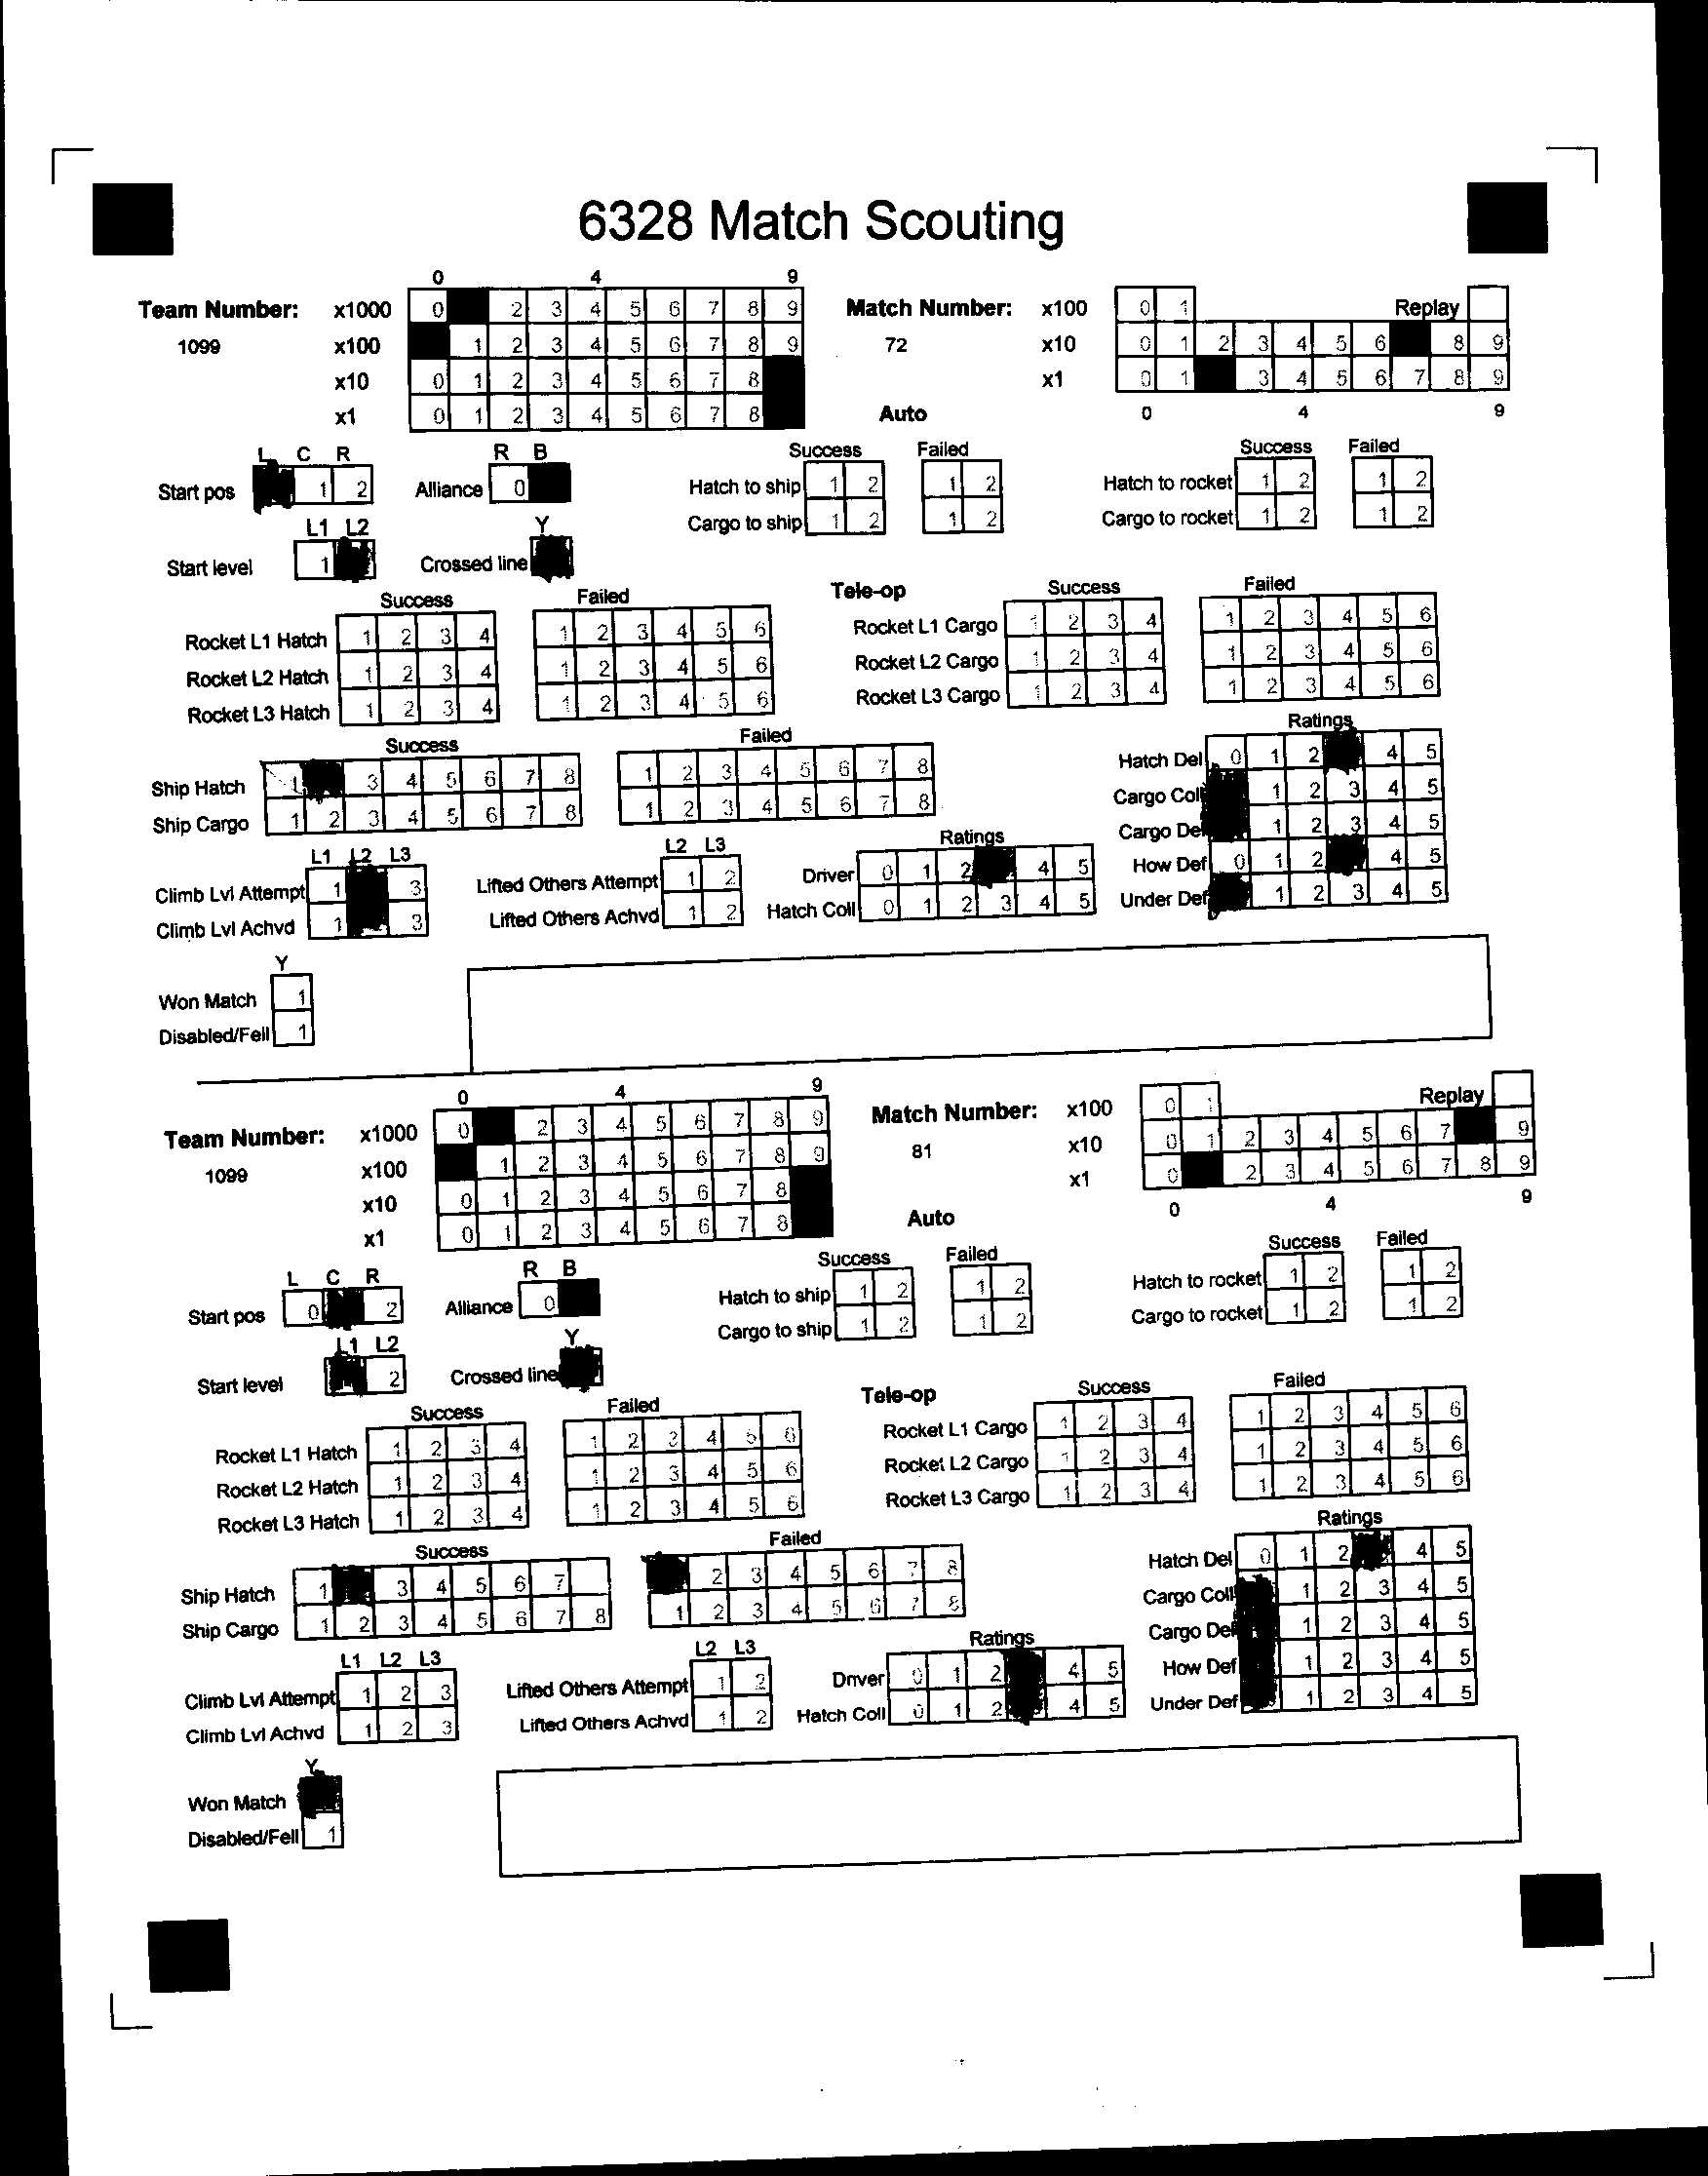 6328 Match Scouting
0 4 9
Team Number: x1000 0 2 3 4 5 6 7 8 9 Match Number: x100 0 1 Replay
1099 x100 1 2 3 4 5 6 7 8 9 72 x10 0 1 2 3 4 5 6 8 9
x10 0 1 2 3 4 5 6 7 8 x1 0 1 3 4 5 6 7 8 9
x1 0 1 2 3 4 5 6 7 8 Auto 0 4 9
L C R R B Success Failed Success Failed
Start pos 1 2 Alliance 0 Hatch to ship 1 2 1 2 Hatch to rocket 1 2 1 2
Cargo to ship 1 2 1 2 Cargo to rocket 1 2 1 2
L1 L2 Y
Start level 1 Crossed line
Success Failed Tele-op Success Failed
Rocket L1 Hatch 1 2 3 4 1 2 3 4 5 6 Rocket L1 Cargo 1 2 3 4 1 2 3 4 5 6
Rocket L2 Hatch 1 2 3 4 1 2 3 4 5 6 Rocket L2 Cargo 1 2 3 4 1 2 3 4 5 6
Rocket L3 Hatch 1 2 3 4 1 2 3 4 5 6 Rocket L3 Cargo 1 2 3 4 1 2 3 4 5 6
Success Failed Ratings
Ship Hatch 1 3 4 5 6 7 8 1 2 3 4 5 6 7 8 Hatch Del 0 1 2 4 5
Ship Cargo 1 2 3 4 5 6 7 8 1 2 3 4 5 6 7 8 Cargo Coll 1 2 3 4 5
Cargo Del 1 2 3 4 5
L1 L2 L3 L2 L3 Ratings
Climb Lvl Attempt 1 3 Lifted Others Attempt 1 2 Driver 0 1 2 4 5 How Def 0 1 2 4 5
Climb Lvl Achvd 1 3 Lifted Others Achvd 1 2 Hatch Coll 0 1 2 3 4 5 Under Def 1 2 3 4 5
Y
Won Match 1
Disabled/Fell 1
0 4 9
Team Number: x1000 0 2 3 4 5 6 7 8 9 Match Number: x100 0 1 Replay
1099 x100 1 2 3 4 5 6 7 8 9 81 x10 0 1 2 3 4 5 6 7 9
x10 0 1 2 3 4 5 6 7 8 x1 0 2 3 4 5 6 7 8 9
x1 0 1 2 3 4 5 6 7 8 Auto 0 4 9
L C R R B Success Failed Success Failed
Start pos 0 2 Alliance 0 Hatch to ship 1 2 1 2 Hatch to rocket 1 2 1 2
Cargo to ship 1 2 1 2 Cargo to rocket 1 2 1 2
L1 L2 Y
Start level 2 Crossed line
Success Failed Tele-op Success Failed
Rocket L1 Hatch 1 2 3 4 1 2 3 4 5 6 Rocket L1 Cargo 1 2 3 4 1 2 3 4 5 6
Rocket L2 Hatch 1 2 3 4 1 2 3 4 5 6 Rocket L2 Cargo 1 2 3 4 1 2 3 4 5 6
Rocket L3 Hatch 1 2 3 4 1 2 3 4 5 6 Rocket L3 Cargo 1 2 3 4 1 2 3 4 5 6
Success Failed Ratings
Ship Hatch 1 3 4 5 6 7 2 3 4 5 6 7 8 Hatch Del 0 1 2 4 5
Ship Cargo 1 2 3 4 5 6 7 8 1 2 3 4 5 6 7 8 Cargo Coll 1 2 3 4 5
Cargo Del 1 2 3 4 5
L1 L2 L3 L2 L3 Ratings
Climb Lvl Attempt 1 2 3 Lifted Others Attempt 1 2 Driver 0 1 2 4 5 How Def 1 2 3 4 5
Climb Lvl Achvd 1 2 3 Lifted Others Achvd 1 2 Hatch Coll 0 1 2 4 5 Under Def 1 2 3 4 5
Y
Won Match
Disabled/Fell 1